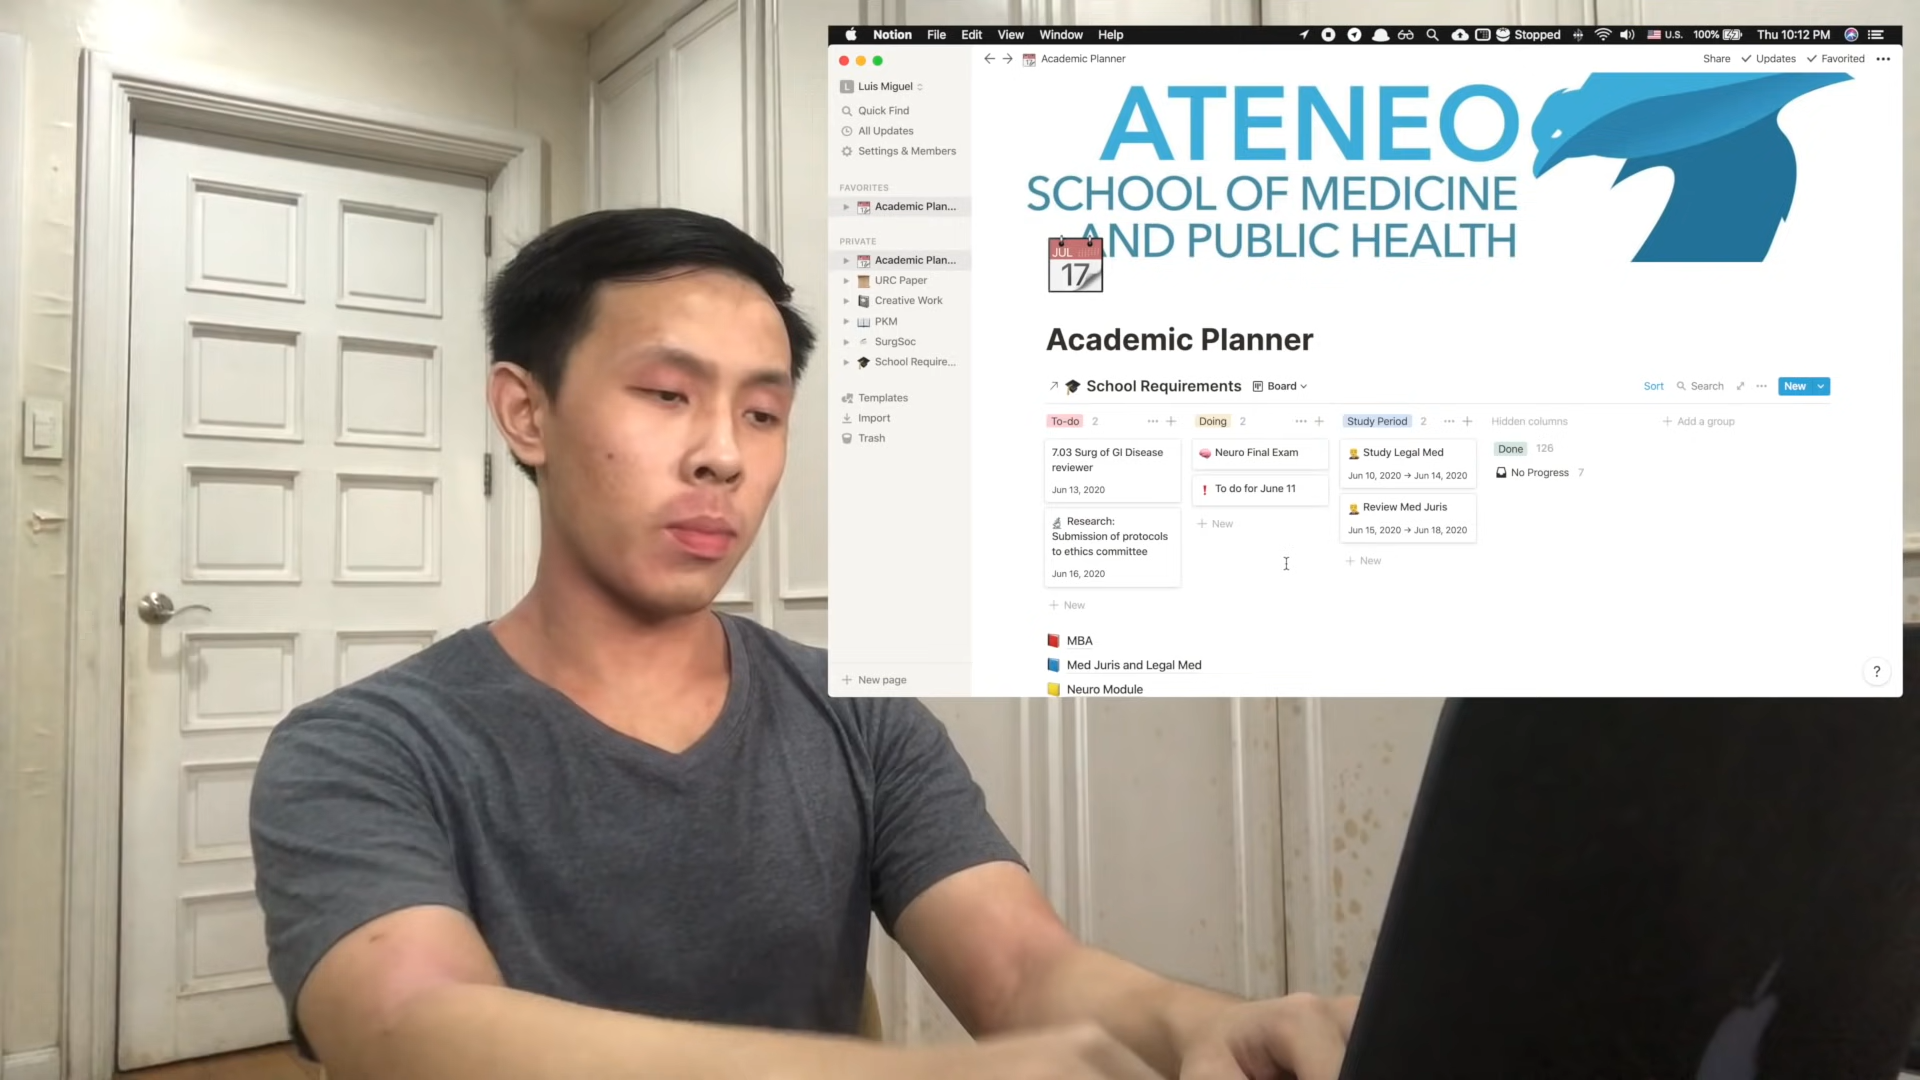 Notion File Edit View Window Help Stopped U.S. 100% Thu 10:12 PM
Academic Planner Share Updates Favorited
L Luis Miguel
Quick Find
All Updates
Settings & Members
FAVORITES
Academic Plan...
PRIVATE
Academic Plan...
URC Paper
Creative Work
PKM
SurgSoc
School Require...
Templates
Import
Trash
New page
ATENEO
SCHOOL OF MEDICINE
AND PUBLIC HEALTH
JUL
17
Academic Planner
School Requirements Board Sort Search New
To-do 2
7.03 Surg of GI Disease
reviewer
Jun 13, 2020
Research:
Submission of protocols
to ethics committee
Jun 16, 2020
New
Doing 2
Neuro Final Exam
To do for June 11
New
Study Period 2
Study Legal Med
Jun 10, 2020 → Jun 14, 2020
Review Med Juris
Jun 15, 2020 → Jun 18, 2020
New
Hidden columns
Done 126
No Progress 7
Add a group
MBA
Med Juris and Legal Med
Neuro Module
?